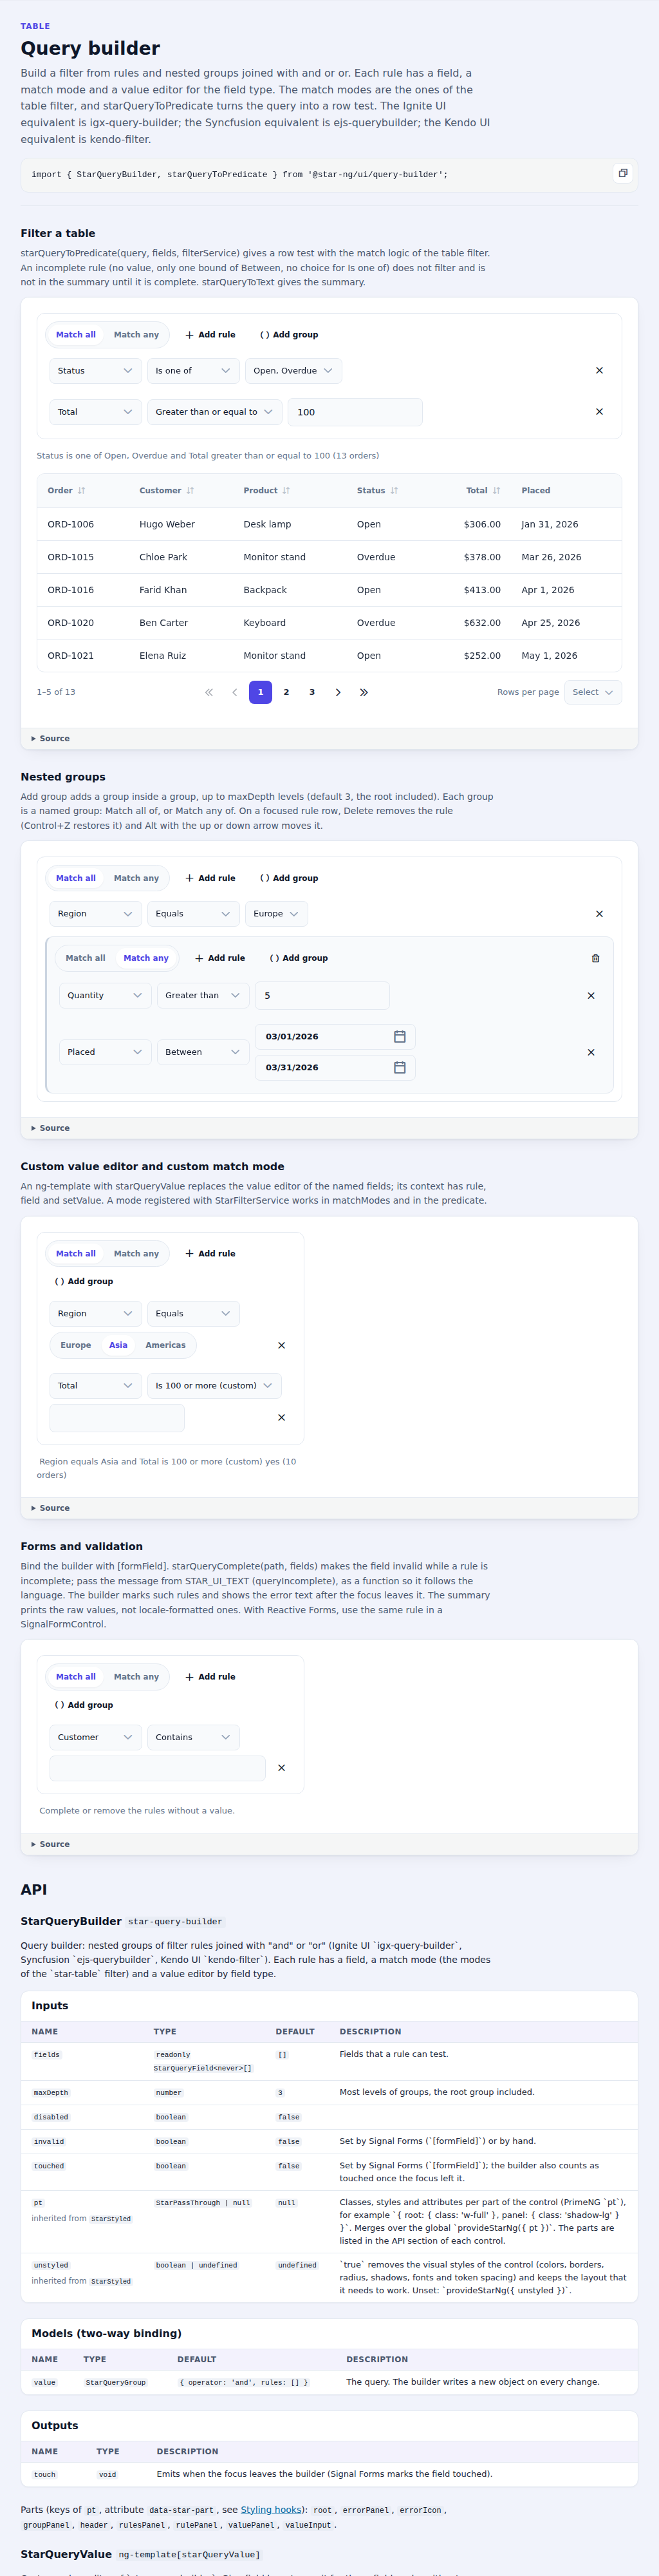 TABLE
Query builder
Build a filter from rules and nested groups joined with and or or. Each rule has a field, a
match mode and a value editor for the field type. The match modes are the ones of the
table filter, and starQueryToPredicate turns the query into a row test. The Ignite UI
equivalent is igx-query-builder; the Syncfusion equivalent is ejs-querybuilder; the Kendo UI
equivalent is kendo-filter.
import { StarQueryBuilder, starQueryToPredicate } from '@star-ng/ui/query-builder';
Filter a table
starQueryToPredicate(query, fields, filterService) gives a row test with the match logic of the table filter.
An incomplete rule (no value, only one bound of Between, no choice for Is one of) does not filter and is
not in the summary until it is complete. starQueryToText gives the summary.
Match all Match any Add rule Add group
Status Is one of Open, Overdue
Total Greater than or equal to 100
Status is one of Open, Overdue and Total greater than or equal to 100 (13 orders)
Order Customer Product Status Total Placed
ORD-1006 Hugo Weber Desk lamp Open $306.00 Jan 31, 2026
ORD-1015 Chloe Park Monitor stand Overdue $378.00 Mar 26, 2026
ORD-1016 Farid Khan Backpack Open $413.00 Apr 1, 2026
ORD-1020 Ben Carter Keyboard Overdue $632.00 Apr 25, 2026
ORD-1021 Elena Ruiz Monitor stand Open $252.00 May 1, 2026
1–5 of 13 1 2 3 Rows per page Select
Source
Nested groups
Add group adds a group inside a group, up to maxDepth levels (default 3, the root included). Each group
is a named group: Match all of, or Match any of. On a focused rule row, Delete removes the rule
(Control+Z restores it) and Alt with the up or down arrow moves it.
Match all Match any Add rule Add group
Region Equals Europe
Match all Match any Add rule Add group
Quantity Greater than 5
Placed Between 03/01/2026
03/31/2026
Source
Custom value editor and custom match mode
An ng-template with starQueryValue replaces the value editor of the named fields; its context has rule,
field and setValue. A mode registered with StarFilterService works in matchModes and in the predicate.
Match all Match any Add rule
Add group
Region Equals
Europe Asia Americas
Total Is 100 or more (custom)
Region equals Asia and Total is 100 or more (custom) yes (10
orders)
Source
Forms and validation
Bind the builder with [formField]. starQueryComplete(path, fields) makes the field invalid while a rule is
incomplete; pass the message from STAR_UI_TEXT (queryIncomplete), as a function so it follows the
language. The builder marks such rules and shows the error text after the focus leaves it. The summary
prints the raw values, not locale-formatted ones. With Reactive Forms, use the same rule in a
SignalFormControl.
Match all Match any Add rule
Add group
Customer Contains
Complete or remove the rules without a value.
Source
API
StarQueryBuilder star-query-builder
Query builder: nested groups of filter rules joined with "and" or "or" (Ignite UI `igx-query-builder`,
Syncfusion `ejs-querybuilder`, Kendo UI `kendo-filter`). Each rule has a field, a match mode (the modes
of the `star-table` filter) and a value editor by field type.
Inputs
NAME TYPE DEFAULT DESCRIPTION
fields readonly StarQueryField<never>[] [] Fields that a rule can test.
maxDepth number 3 Most levels of groups, the root group included.
disabled boolean false
invalid boolean false Set by Signal Forms (`[formField]`) or by hand.
touched boolean false Set by Signal Forms (`[formField]`); the builder also counts as
touched once the focus left it.
pt StarPassThrough | null null Classes, styles and attributes per part of the control (PrimeNG `pt`),
inherited from StarStyled for example `{ root: { class: 'w-full' }, panel: { class: 'shadow-lg' }
}`. Merges over the global `provideStarNg({ pt })`. The parts are
listed in the API section of each control.
unstyled boolean | undefined undefined `true` removes the visual styles of the control (colors, borders,
inherited from StarStyled radius, shadows, fonts and token spacing) and keeps the layout that
it needs to work. Unset: `provideStarNg({ unstyled })`.
Models (two-way binding)
NAME TYPE DEFAULT DESCRIPTION
value StarQueryGroup { operator: 'and', rules: [] } The query. The builder writes a new object on every change.
Outputs
NAME TYPE DESCRIPTION
touch void Emits when the focus leaves the builder (Signal Forms marks the field touched).
Parts (keys of pt, attribute data-star-part, see Styling hooks): root, errorPanel, errorIcon,
groupPanel, header, rulesPanel, rulePanel, valuePanel, valueInput.
StarQueryValue ng-template[starQueryValue]